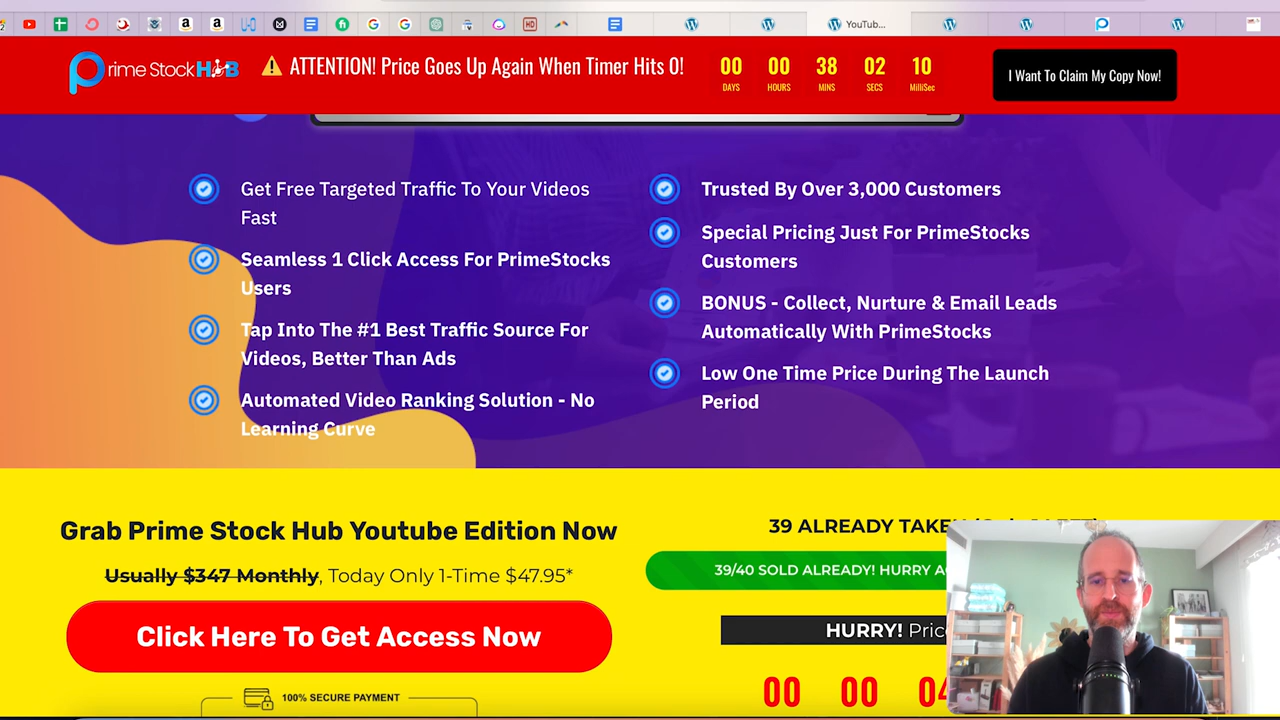 YouTub...
rime Stock HUB
ATTENTION! Price Goes Up Again When Timer Hits 0!
00 00 38 02 10
DAYS HOURS MINS SECS MilliSec
I Want To Claim My Copy Now!
Get Free Targeted Traffic To Your Videos
Fast
Seamless 1 Click Access For PrimeStocks
Users
Tap Into The #1 Best Traffic Source For
Videos, Better Than Ads
Automated Video Ranking Solution - No
Learning Curve
Trusted By Over 3,000 Customers
Special Pricing Just For PrimeStocks
Customers
BONUS - Collect, Nurture & Email Leads
Automatically With PrimeStocks
Low One Time Price During The Launch
Period
Grab Prime Stock Hub Youtube Edition Now
Usually $347 Monthly, Today Only 1-Time $47.95*
Click Here To Get Access Now
100% SECURE PAYMENT
39 ALREADY TAKEN
39/40 SOLD ALREADY! HURRY
HURRY! Pric
00 00 04